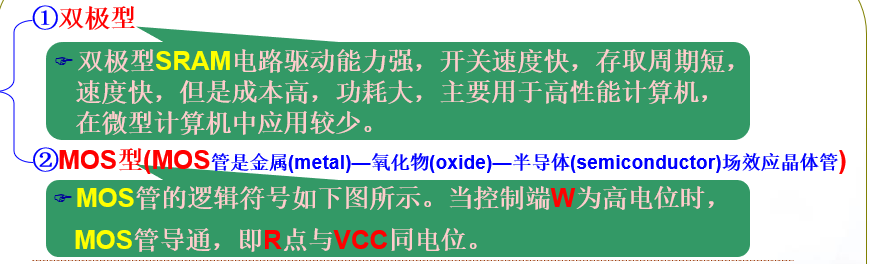 ①双极型
☞双极型SRAM电路驱动能力强，开关速度快，存取周期短，
速度快，但是成本高，功耗大，主要用于高性能计算机，
在微型计算机中应用较少。
②MOS型(MOS管是金属(metal)—氧化物(oxide)—半导体(semiconductor)场效应晶体管)
☞MOS管的逻辑符号如下图所示。当控制端W为高电位时，
MOS管导通，即R点与VCC同电位。